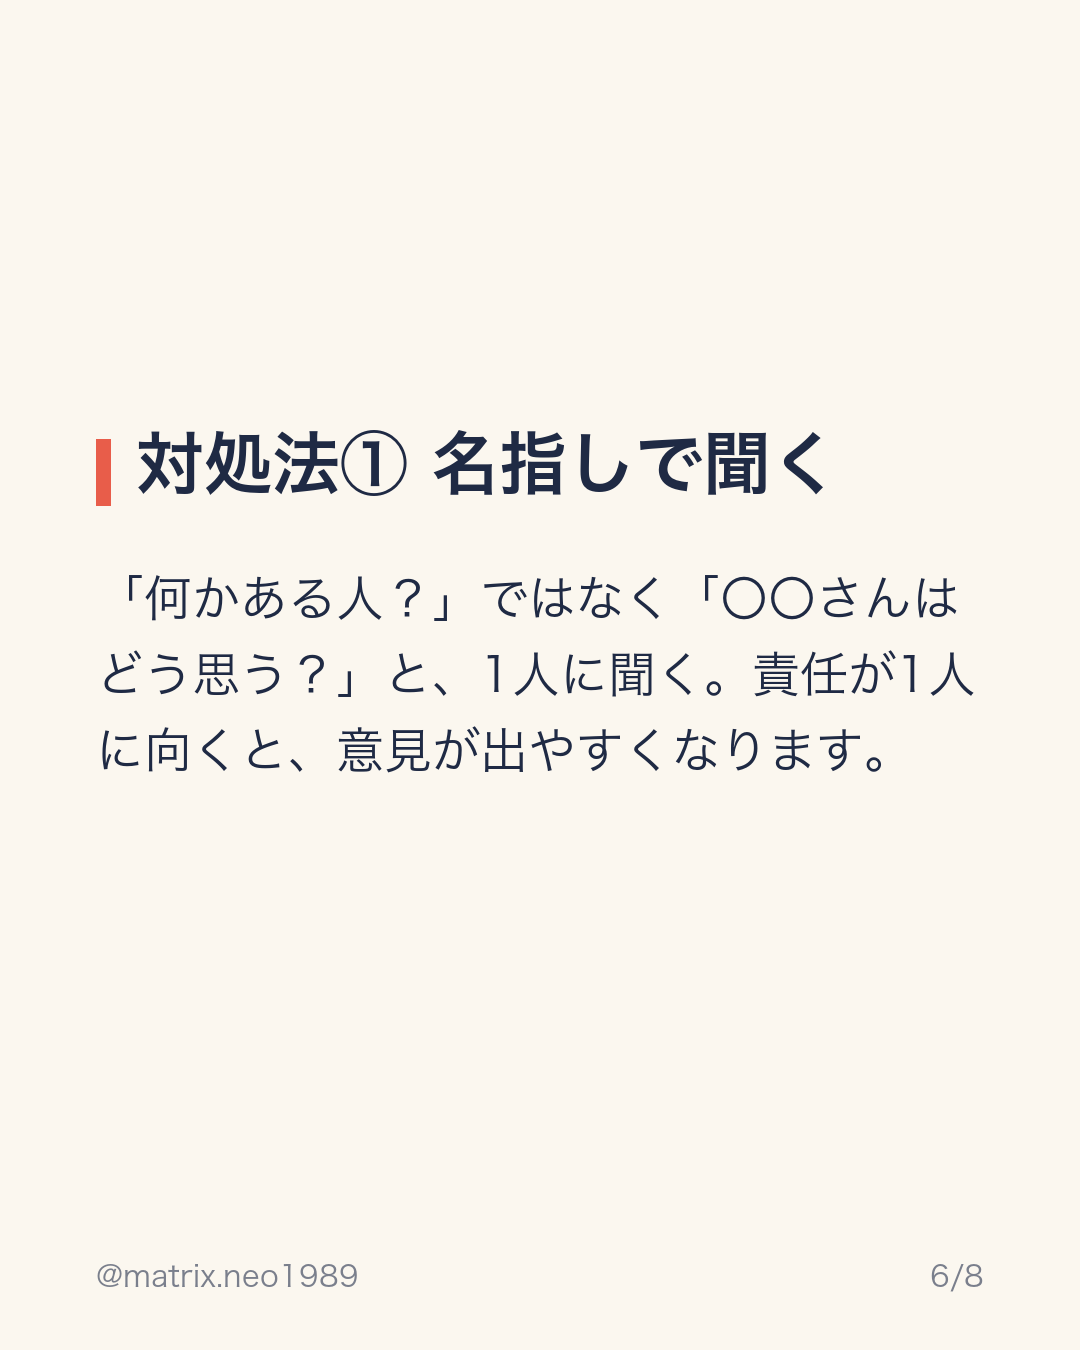 対処法① 名指しで聞く
「何かある人？」ではなく「〇〇さんは
どう思う？」と、1人に聞く。責任が1人
に向くと、意見が出やすくなります。
@matrix.neo1989
6/8